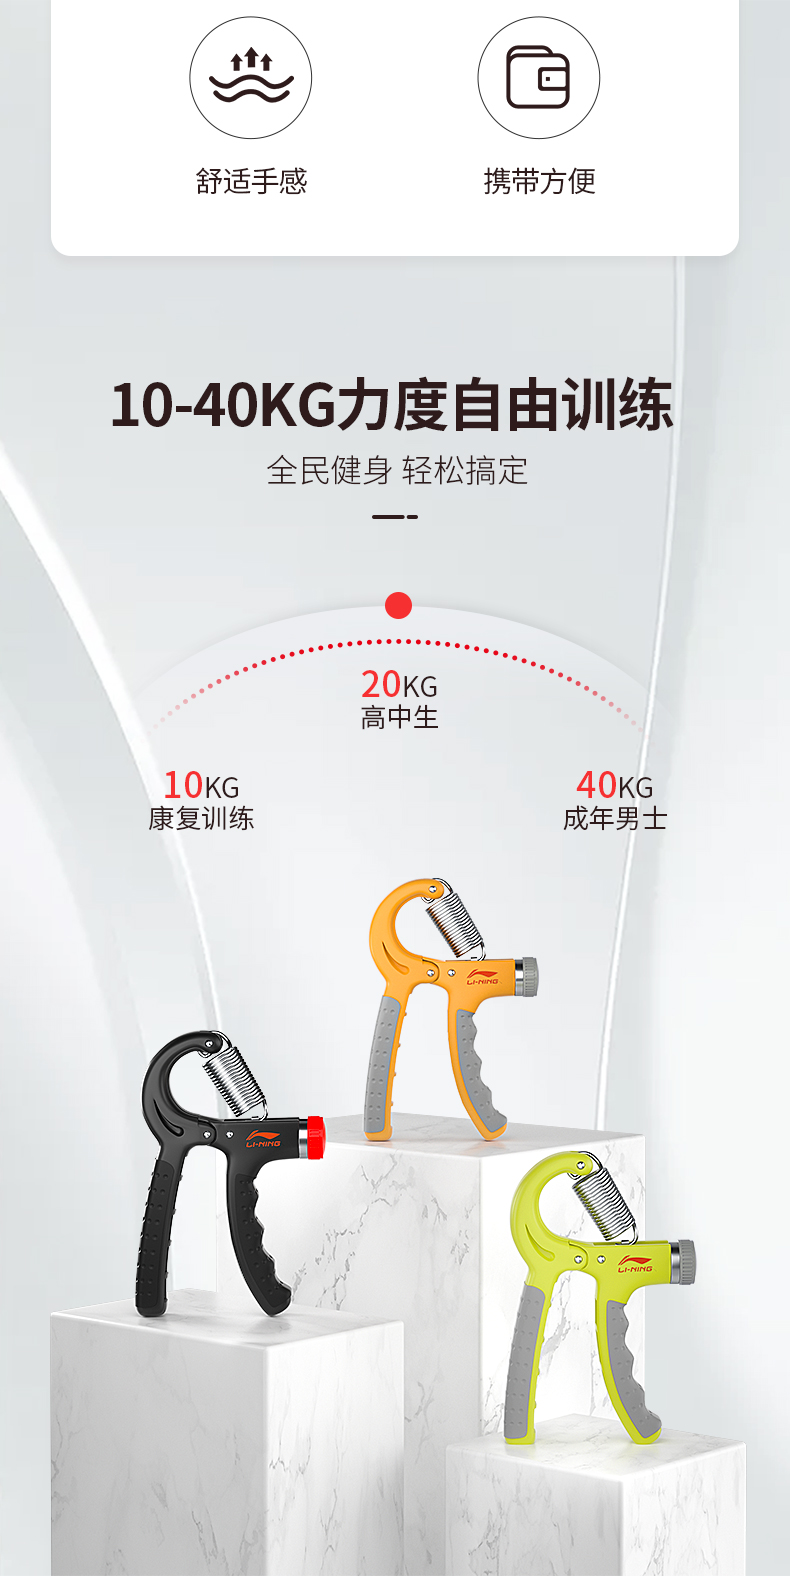 舒适手感
携带方便
10-40KG力度自由训练
全民健身 轻松搞定
20KG
高中生
10KG
康复训练
40KG
成年男士
LI-NING
LI-NING
LI-NING